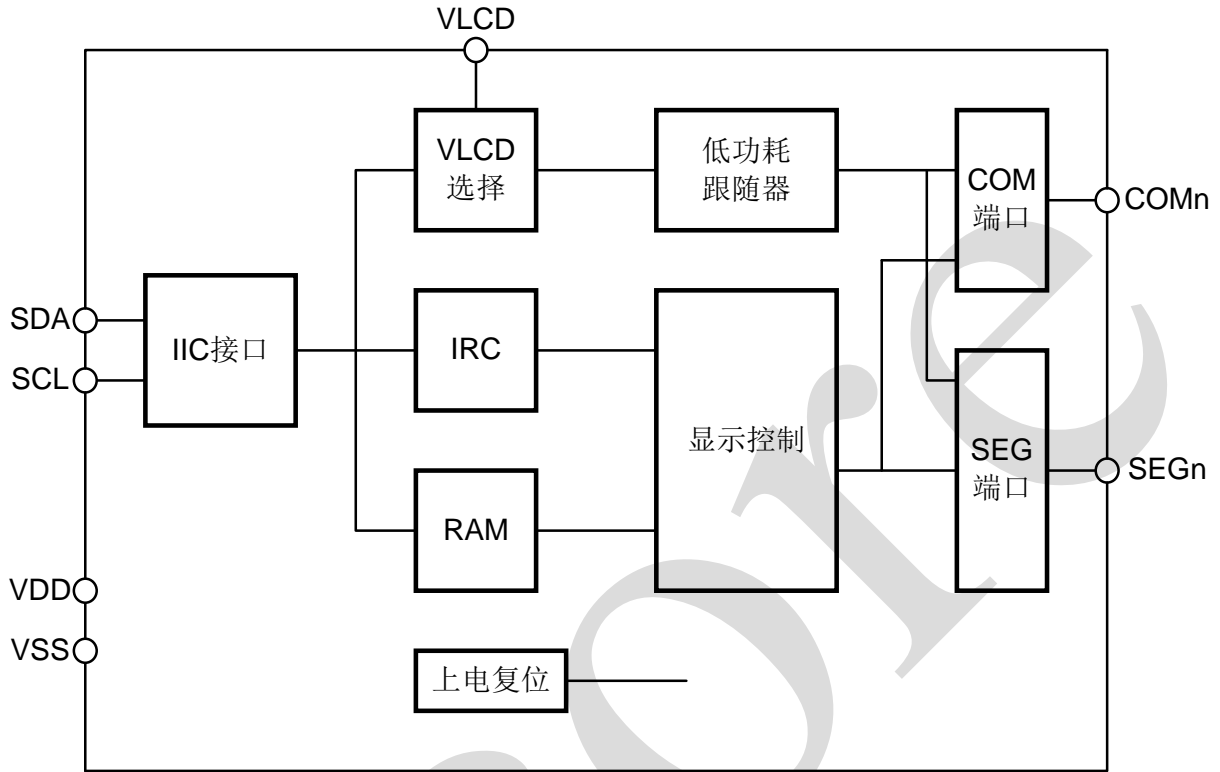 VLCD
VLCD
选择
低功耗
跟随器
COM
端口
COMn
SDA
SCL
IIC接口
IRC
显示控制
SEG
端口
SEGn
RAM
VDD
VSS
上电复位
ore